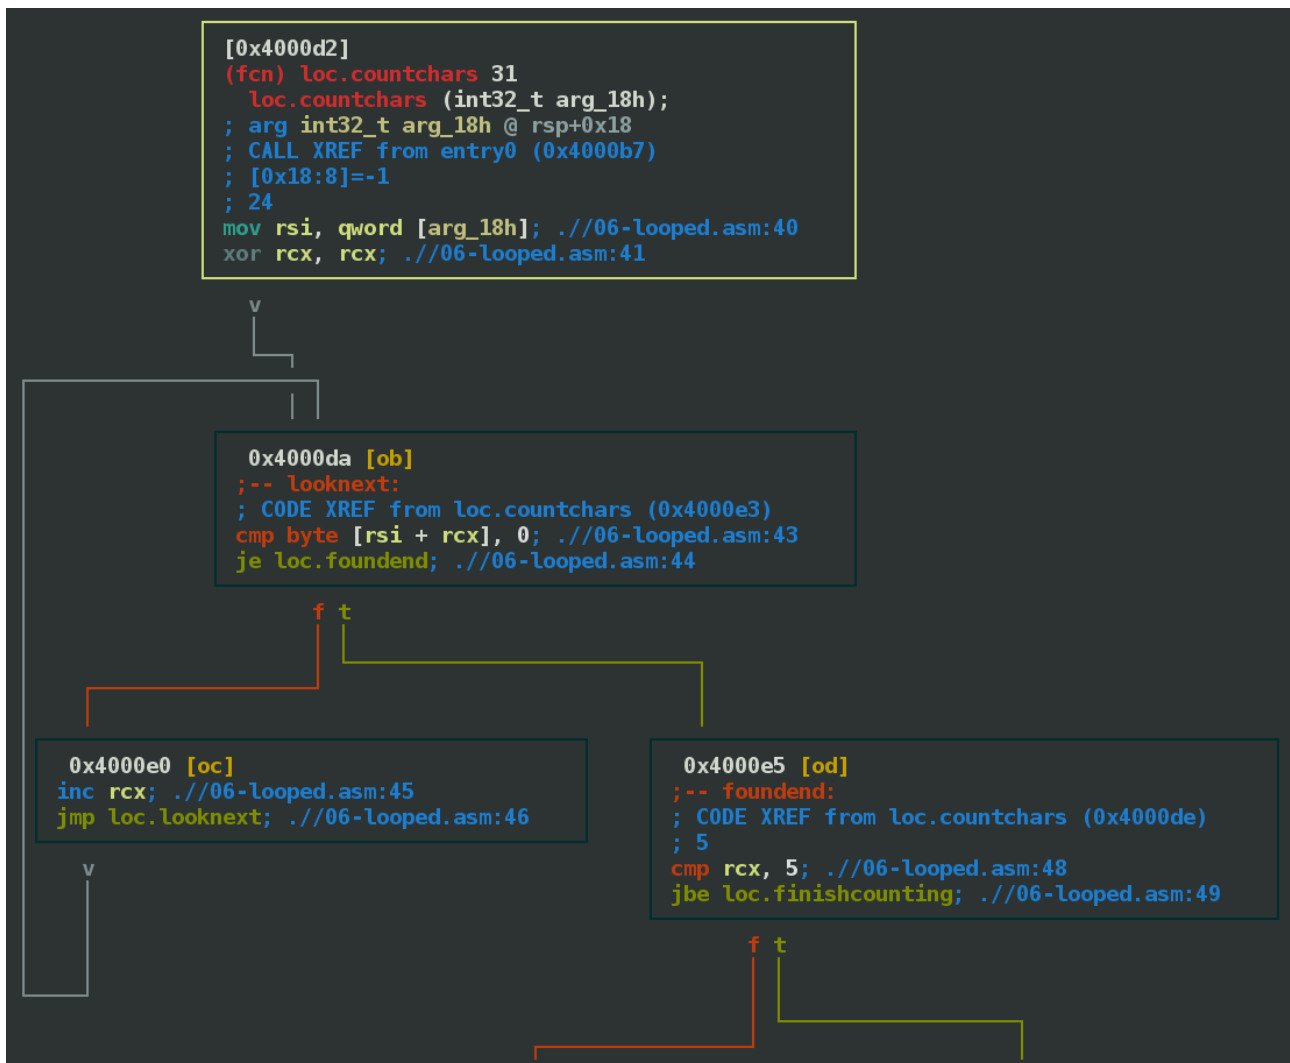 [0x4000d2]
(fcn) loc.countchars 31
loc.countchars (int32_t arg_18h);
; arg int32_t arg_18h @ rsp+0x18
; CALL XREF from entry0 (0x4000b7)
; [0x18:8]=-1
; 24
mov rsi, qword [arg_18h]; .//06-looped.asm:40
xor rcx, rcx; .//06-looped.asm:41
v
0x4000da [ob]
;-- looknext:
; CODE XREF from loc.countchars (0x4000e3)
cmp byte [rsi + rcx], 0; .//06-looped.asm:43
je loc.foundend; .//06-looped.asm:44
f t
0x4000e0 [oc]
inc rcx; .//06-looped.asm:45
jmp loc.looknext; .//06-looped.asm:46
v
0x4000e5 [od]
;-- foundend:
; CODE XREF from loc.countchars (0x4000de)
; 5
cmp rcx, 5; .//06-looped.asm:48
jbe loc.finishcounting; .//06-looped.asm:49
f t